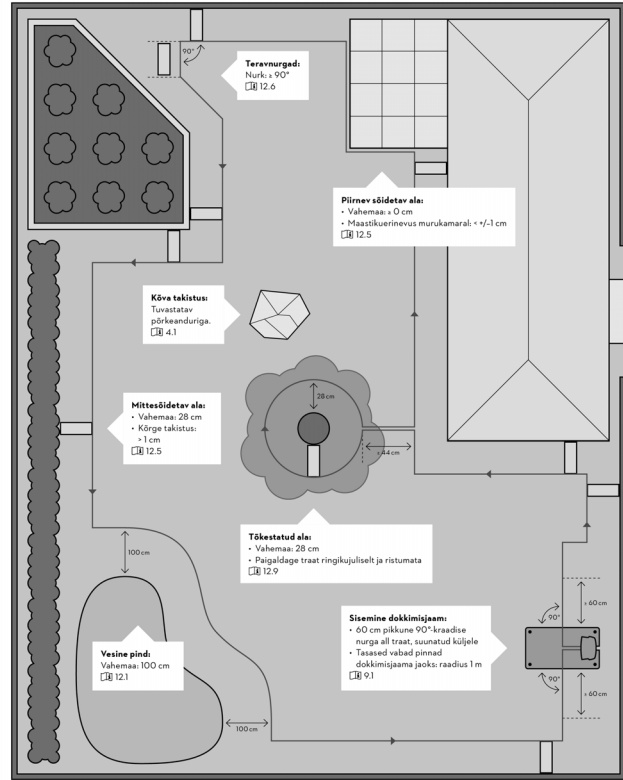 90°
Teravnurgad:
Nurk: ≥ 90°
12.6
Piirnev sõidetav ala:
• Vahemaa: ≥ 0 cm
• Maastikuerinevus murukamaral: < +/–1 cm
12.5
Kõva takistus:
Tuvastatav
põrkeanduriga.
4.1
28 cm
Mittesõidetav ala:
• Vahemaa: 28 cm
• Kõrge takistus:
> 1 cm
12.5
≥ 44 cm
Tõkestatud ala:
• Vahemaa: 28 cm
• Paigaldage traat ringikujuliselt ja ristumata
12.9
100 cm
Sisemine dokkimisjaam:
• 60 cm pikkune 90°-kraadise
nurga all traat, suunatud küljele
• Tasased vabad pinnad
dokkimisjaama jaoks: raadius 1 m
9.1
≥ 60 cm
90°
90°
≥ 60 cm
Vesine pind:
Vahemaa: 100 cm
12.1
100 cm